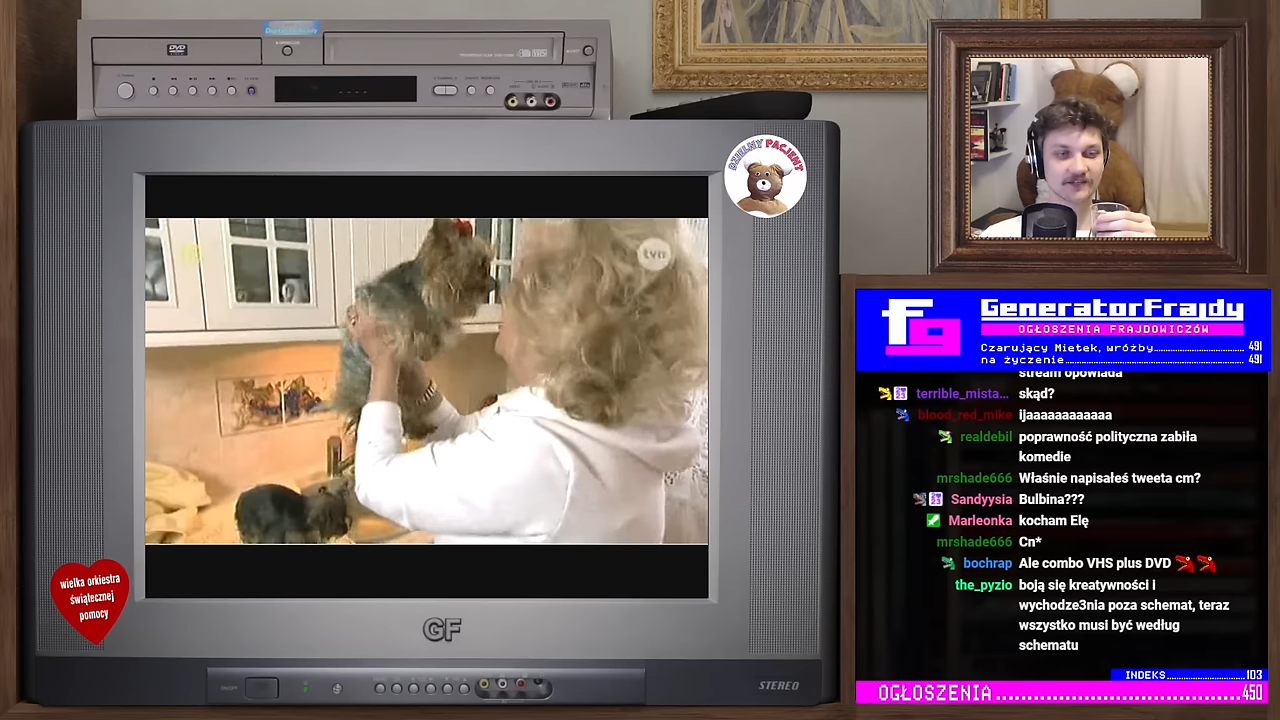 DVD
DZIELNY PACJENT
tvn
wielka orkiestra
świątecznej
pomocy
GF
STEREO
fg
GeneratorFrajdy
OGŁOSZENIA FRAJDOWICZÓW
Czarujący Mietek, wróżby 491
na życzenie 491
stream opowiada
terrible_mista... skąd?
blood_red_mike ijaaaaaaaaaaaa
realdebil poprawność polityczna zabiła
komedie
mrshade666 Właśnie napisałeś tweeta cm?
Sandyysia Bulbina???
Marleonka kocham Elę
mrshade666 Cn*
bochrap Ale combo VHS plus DVD
the_pyzio boją się kreatywności i
wychodze3nia poza schemat, teraz
wszystko musi być według
schematu
INDEKS 103
OGŁOSZENIA 450